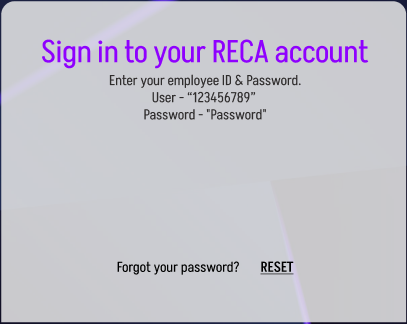 Sign in to your RECA account
Enter your employee ID & Password.
User - “123456789”
Password - "Password"
Forgot your password? RESET